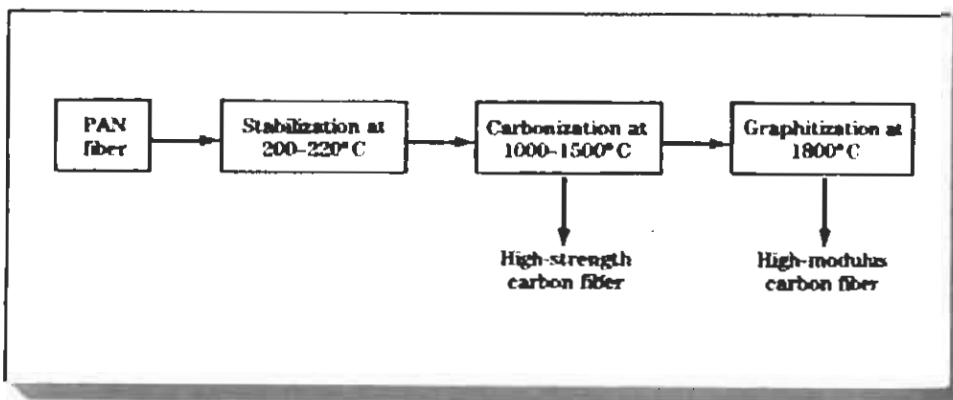 PAN
fiber
Stabilization at
200–220°C
Carbonization at
1000–1500°C
Graphitization at
1800°C
High-strength
carbon fiber
High-modulus
carbon fiber